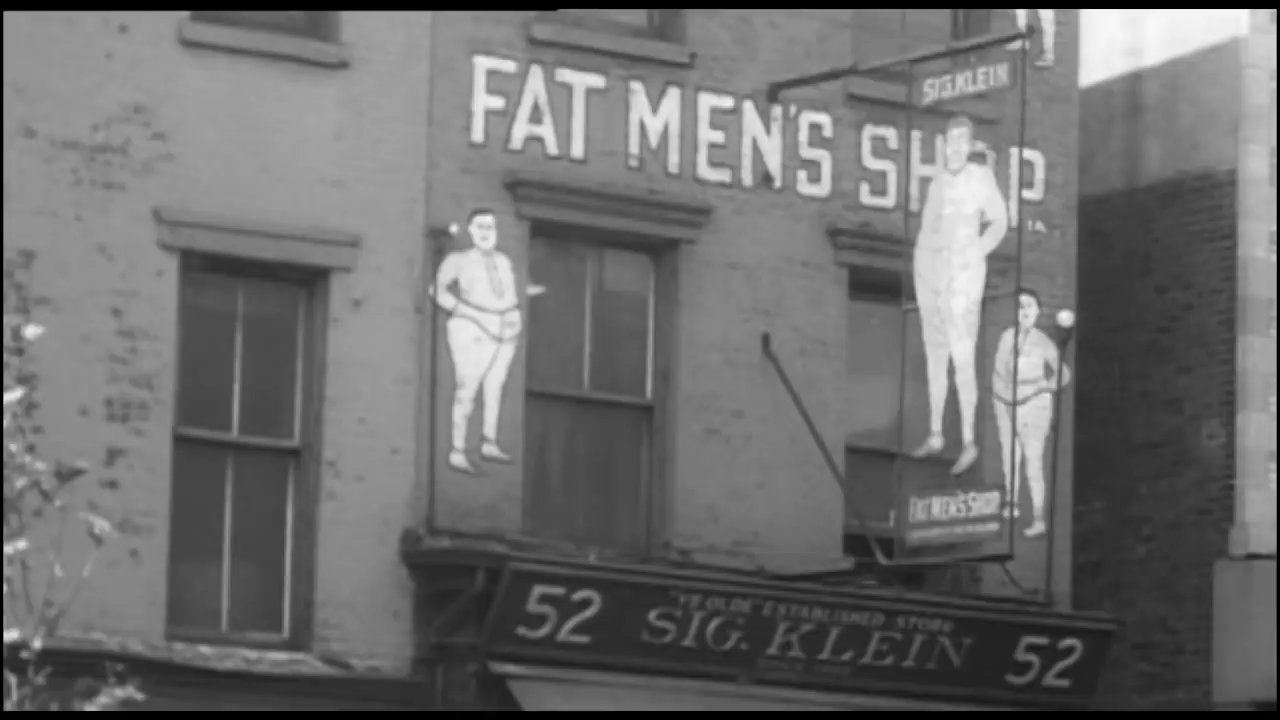 FAT MEN'S SHOP
SIG. KLEIN
FAT MEN'S SHOP
52 "YE OLDE ESTABLISHED STORE" 52
SIG. KLEIN